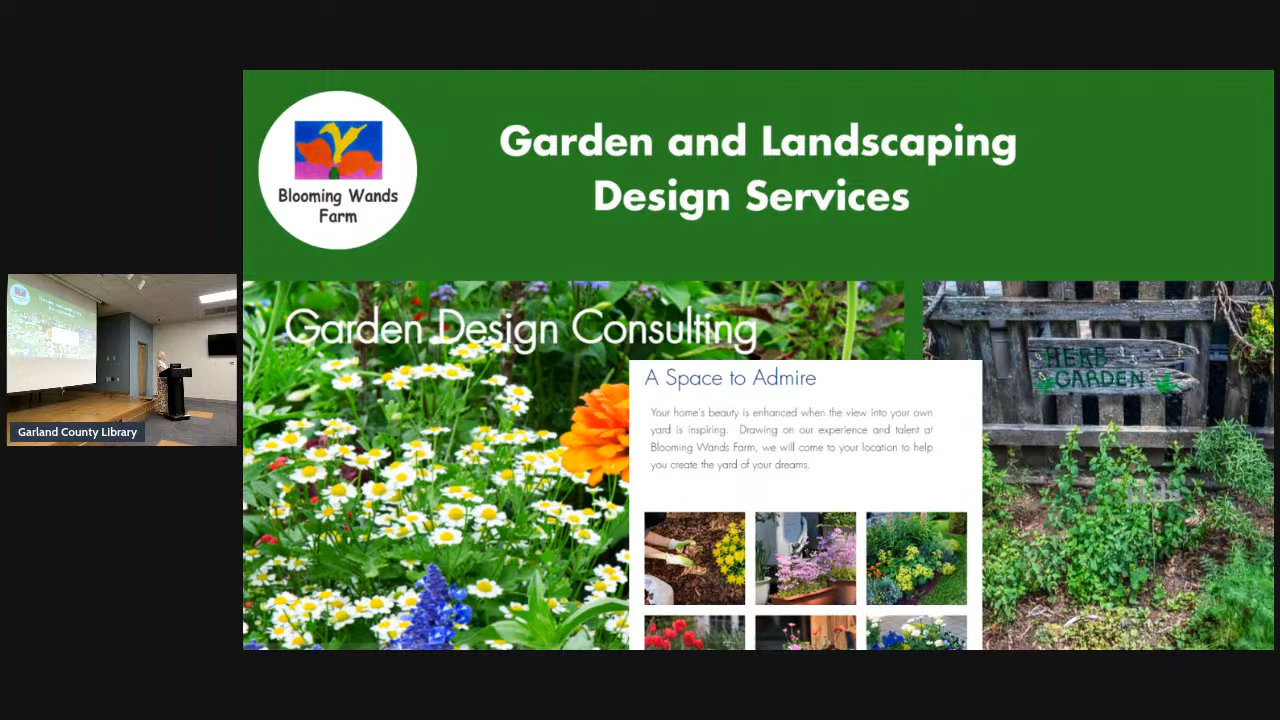 Blooming Wands
Farm
Garden and Landscaping
Design Services
Garden Design Consulting
A Space to Admire
Your home's beauty is enhanced when the view into your own
yard is inspiring. Drawing on our experience and talent at
Blooming Wands Farm, we will come to your location to help
you create the yard of your dreams.
HERB
GARDEN
Garland County Library